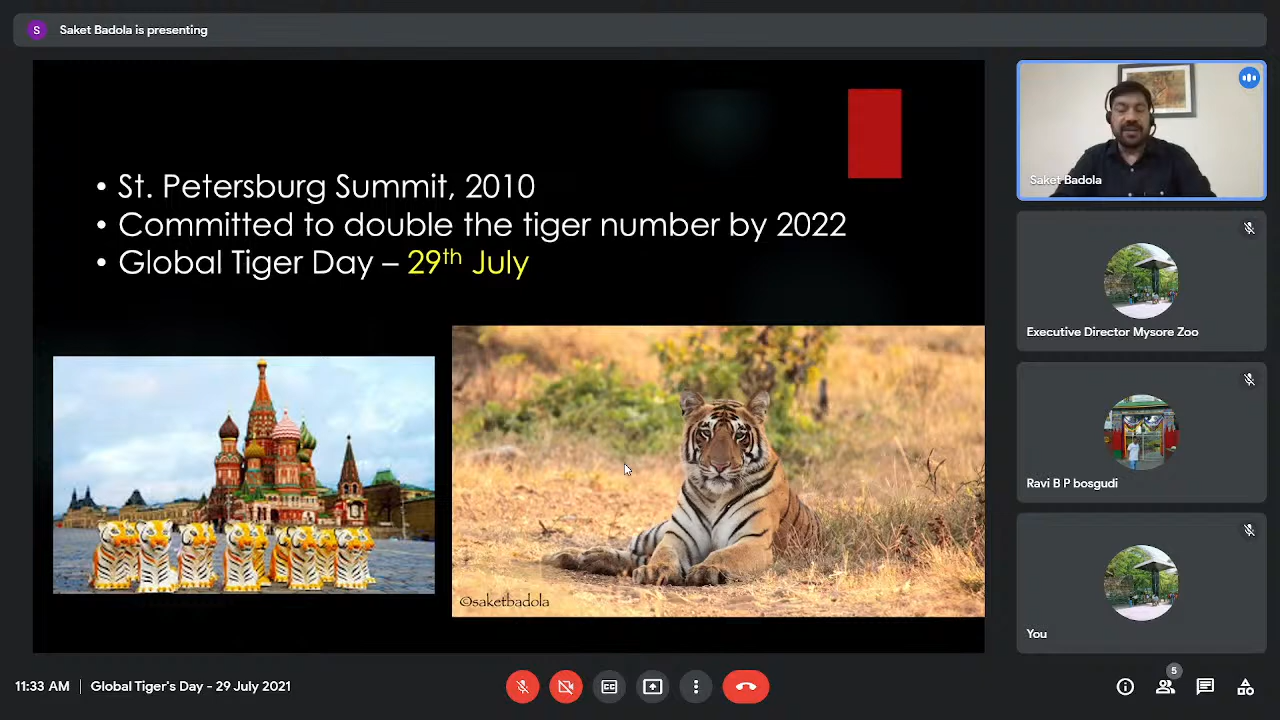 S Saket Badola is presenting
• St. Petersburg Summit, 2010
• Committed to double the tiger number by 2022
• Global Tiger Day – 29th July
©saketbadola
Saket Badola
Executive Director Mysore Zoo
Ravi B P bosgudi
You
11:33 AM | Global Tiger's Day - 29 July 2021
CC
5